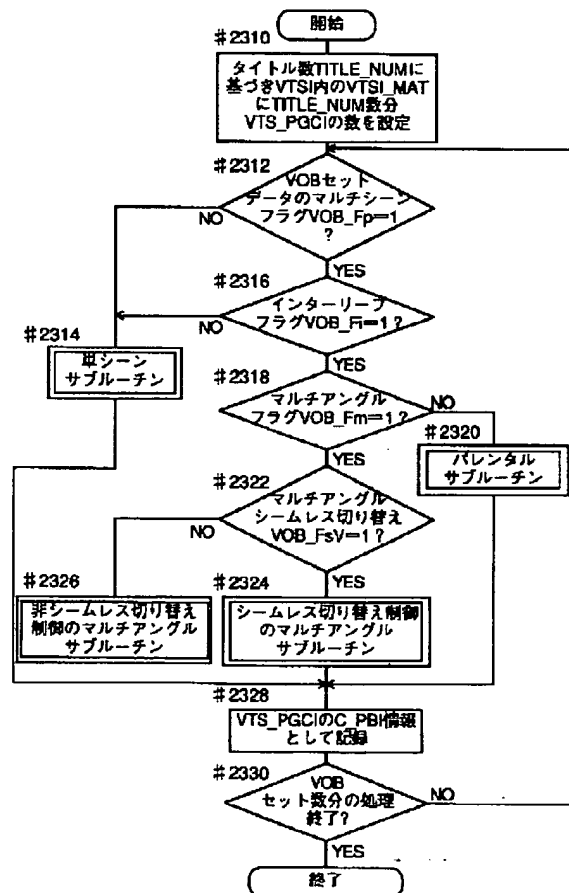 開始
#2310
タイトル数TITLE_NUMに
基づきVTSI内のVTSI_MAT
にTITLE_NUM数分
VTS_PGCIの数を設定
#2312
VOBセット
データのマルチシーン
フラグVOB_Fp=1
?
NO
YES
#2316
インターリーブ
フラグVOB_Fi=1?
NO
YES
#2314
単シーン
サブルーチン
#2318
マルチアングル
フラグVOB_Fm=1?
NO
YES
#2320
パレンタル
サブルーチン
#2322
マルチアングル
シームレス切り替え
VOB_FsV=1?
NO
YES
#2326
非シームレス切り替え
制御のマルチアングル
サブルーチン
#2324
シームレス切り替え制御
のマルチアングル
サブルーチン
#2328
VTS_PGCIのC_PBI情報
として記録
#2330
VOB
セット数分の処理
終了?
NO
YES
終了